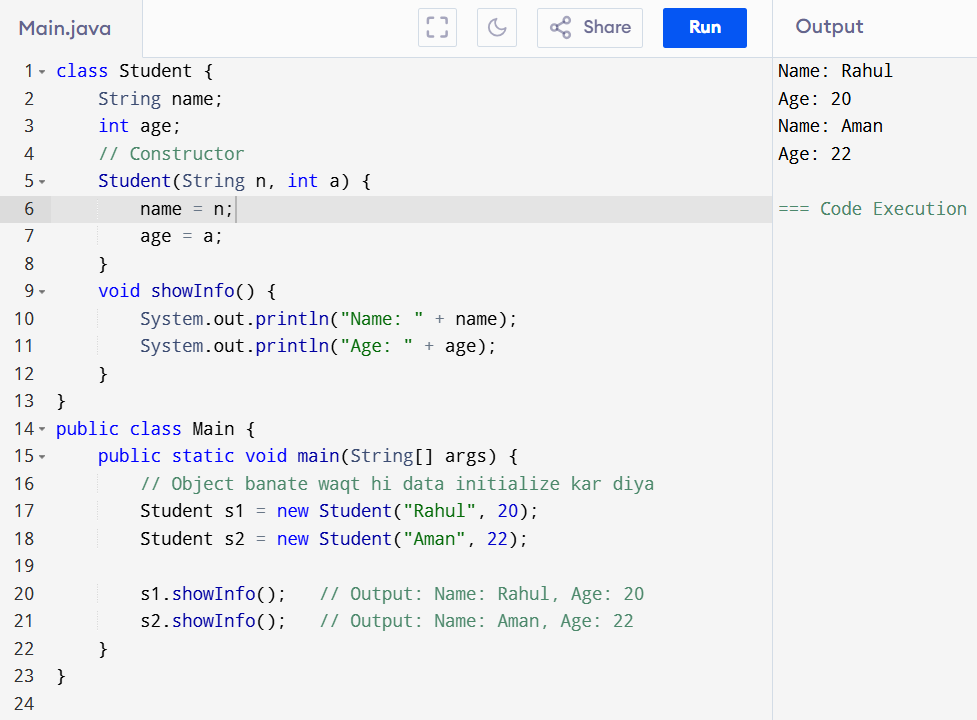 Main.java
Share
Run
Output
1 class Student {
2     String name;
3     int age;
4     // Constructor
5     Student(String n, int a) {
6         name = n;
7         age = a;
8     }
9     void showInfo() {
10         System.out.println("Name: " + name);
11         System.out.println("Age: " + age);
12     }
13 }
14 public class Main {
15     public static void main(String[] args) {
16         // Object banate waqt hi data initialize kar diya
17         Student s1 = new Student("Rahul", 20);
18         Student s2 = new Student("Aman", 22);
19
20         s1.showInfo();   // Output: Name: Rahul, Age: 20
21         s2.showInfo();   // Output: Name: Aman, Age: 22
22     }
23 }
24
Name: Rahul
Age: 20
Name: Aman
Age: 22
=== Code Execution